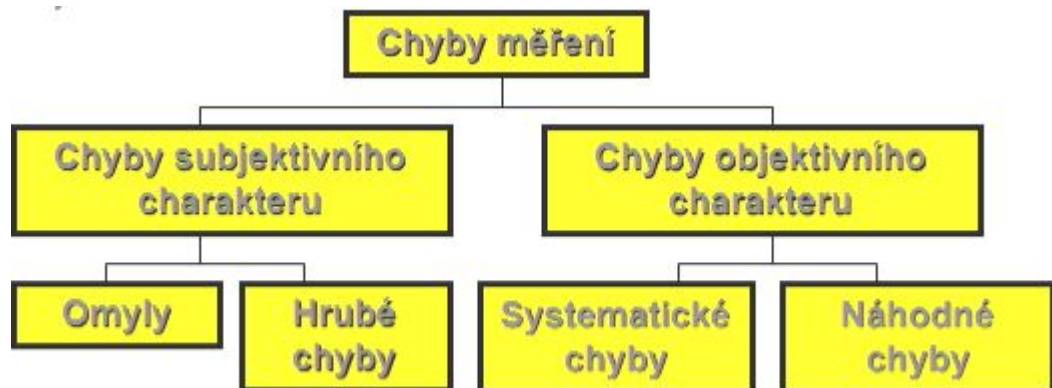 Chyby měření
Chyby subjektivního
charakteru
Chyby objektivního
charakteru
Omyly
Hrubé
chyby
Systematické
chyby
Náhodné
chyby